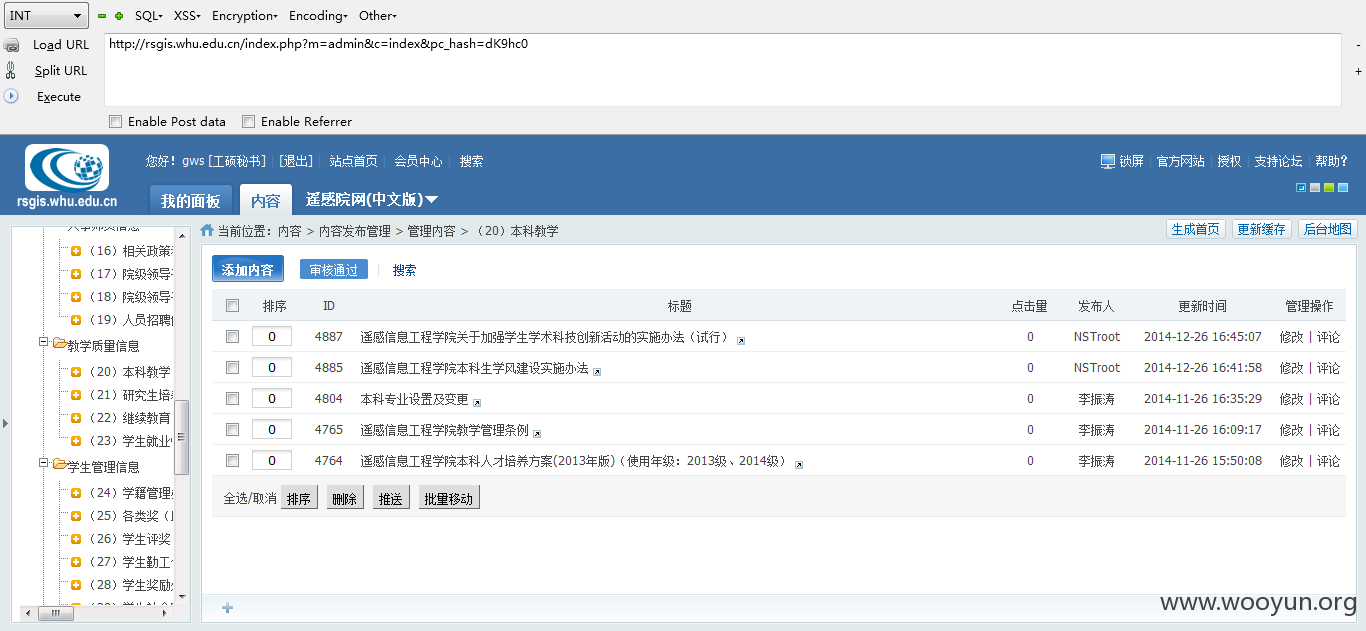 INT SQL▾ XSS▾ Encryption▾ Encoding▾ Other▾
Load URL http://rsgis.whu.edu.cn/index.php?m=admin&c=index&pc_hash=dK9hc0
Split URL
Execute
Enable Post data Enable Referrer
您好！gws [工硕秘书] | [退出] | 站点首页 | 会员中心 | 搜索
锁屏 | 官方网站 | 授权 | 支持论坛 | 帮助？
rsgis.whu.edu.cn
我的面板 内容 遥感院网(中文版)
当前位置：内容 > 内容发布管理 > 管理内容 > （20）本科教学
生成首页 更新缓存 后台地图
（16）相关政策
（17）院级领导
（18）院级领导
（19）人员招聘
教学质量信息
（20）本科教学
（21）研究生培
（22）继续教育
（23）学生就业
学生管理信息
（24）学籍管理
（25）各类奖（
（26）学生评奖
（27）学生勤工
（28）学生奖励
添加内容 审核通过 | 搜索
排序 ID 标题 点击量 发布人 更新时间 管理操作
0 4887 遥感信息工程学院关于加强学生学术科技创新活动的实施办法（试行） 0 NSTroot 2014-12-26 16:45:07 修改 | 评论
0 4885 遥感信息工程学院本科生学风建设实施办法 0 NSTroot 2014-12-26 16:41:58 修改 | 评论
0 4804 本科专业设置及变更 0 李振涛 2014-11-26 16:35:29 修改 | 评论
0 4765 遥感信息工程学院教学管理条例 0 李振涛 2014-11-26 16:09:17 修改 | 评论
0 4764 遥感信息工程学院本科人才培养方案(2013年版)（使用年级：2013级、2014级） 0 李振涛 2014-11-26 15:50:08 修改 | 评论
全选/取消 排序 删除 推送 批量移动
www.wooyun.org